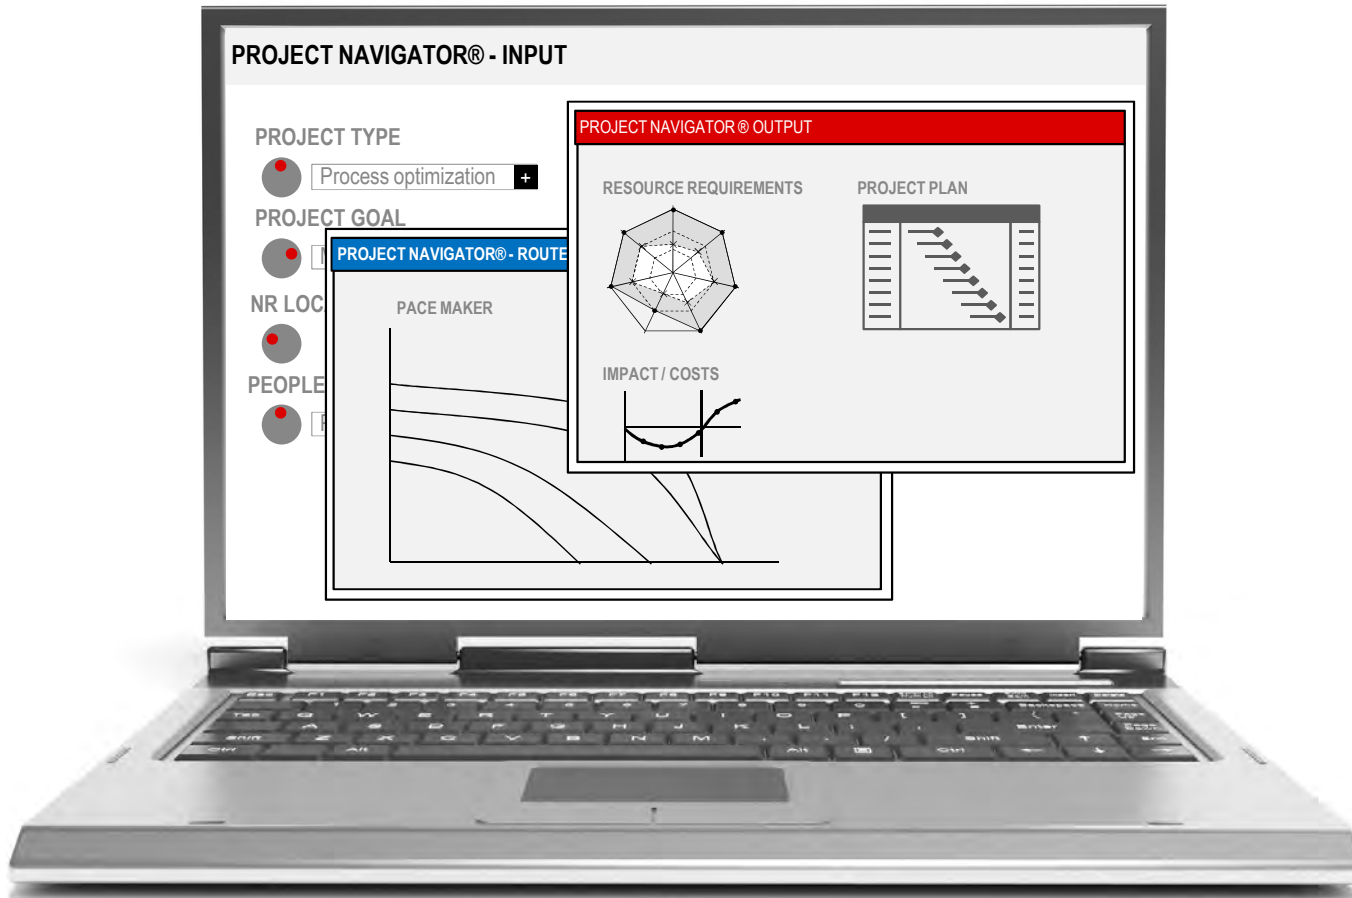 PROJECT NAVIGATOR® - INPUT
PROJECT TYPE
Process optimization +
PROJECT GOAL
NR
PEOPLE
PROJECT NAVIGATOR® - ROUTE
PACE MAKER
PROJECT NAVIGATOR ® OUTPUT
RESOURCE REQUIREMENTS
PROJECT PLAN
IMPACT / COSTS